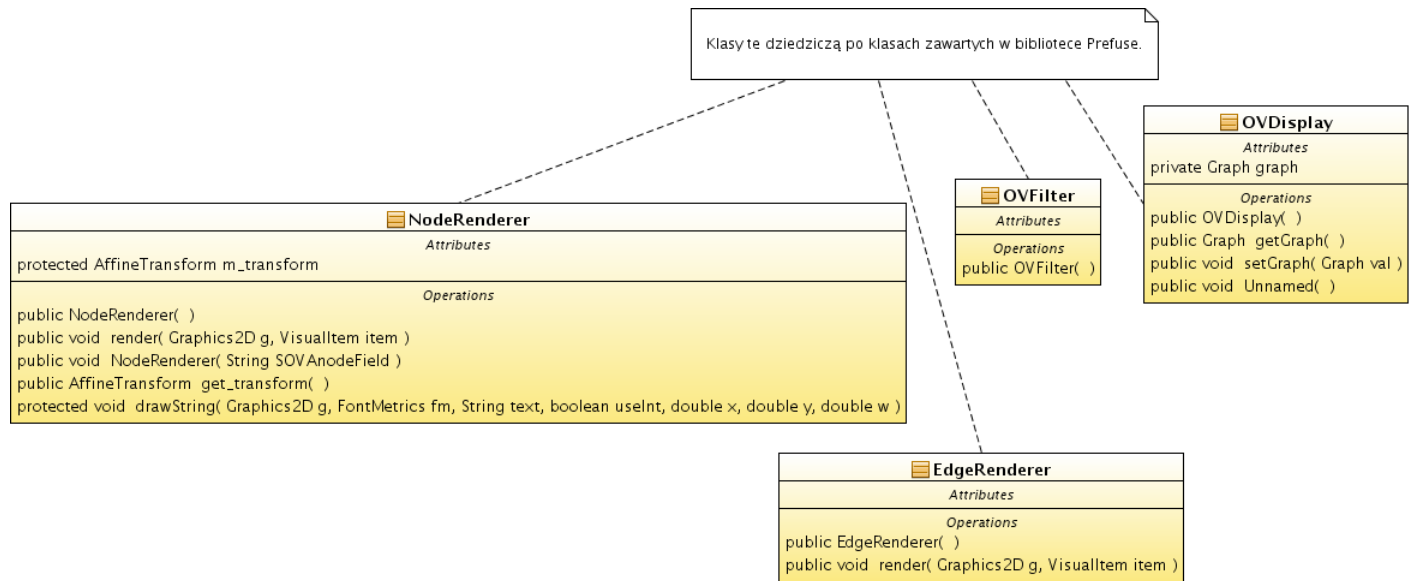 Klasy te dziedziczą po klasach zawartych w bibliotece Prefuse.
OVDisplay
Attributes
private Graph graph
Operations
public OVDisplay( )
public Graph getGraph( )
public void setGraph( Graph val )
public void Unnamed( )
OVFilter
Attributes
Operations
public OVFilter( )
NodeRenderer
Attributes
protected AffineTransform m_transform
Operations
public NodeRenderer( )
public void render( Graphics2D g, VisualItem item )
public void NodeRenderer( String SOVAnodeField )
public AffineTransform get_transform( )
protected void drawString( Graphics2D g, FontMetrics fm, String text, boolean useInt, double x, double y, double w )
EdgeRenderer
Attributes
Operations
public EdgeRenderer( )
public void render( Graphics2D g, VisualItem item )